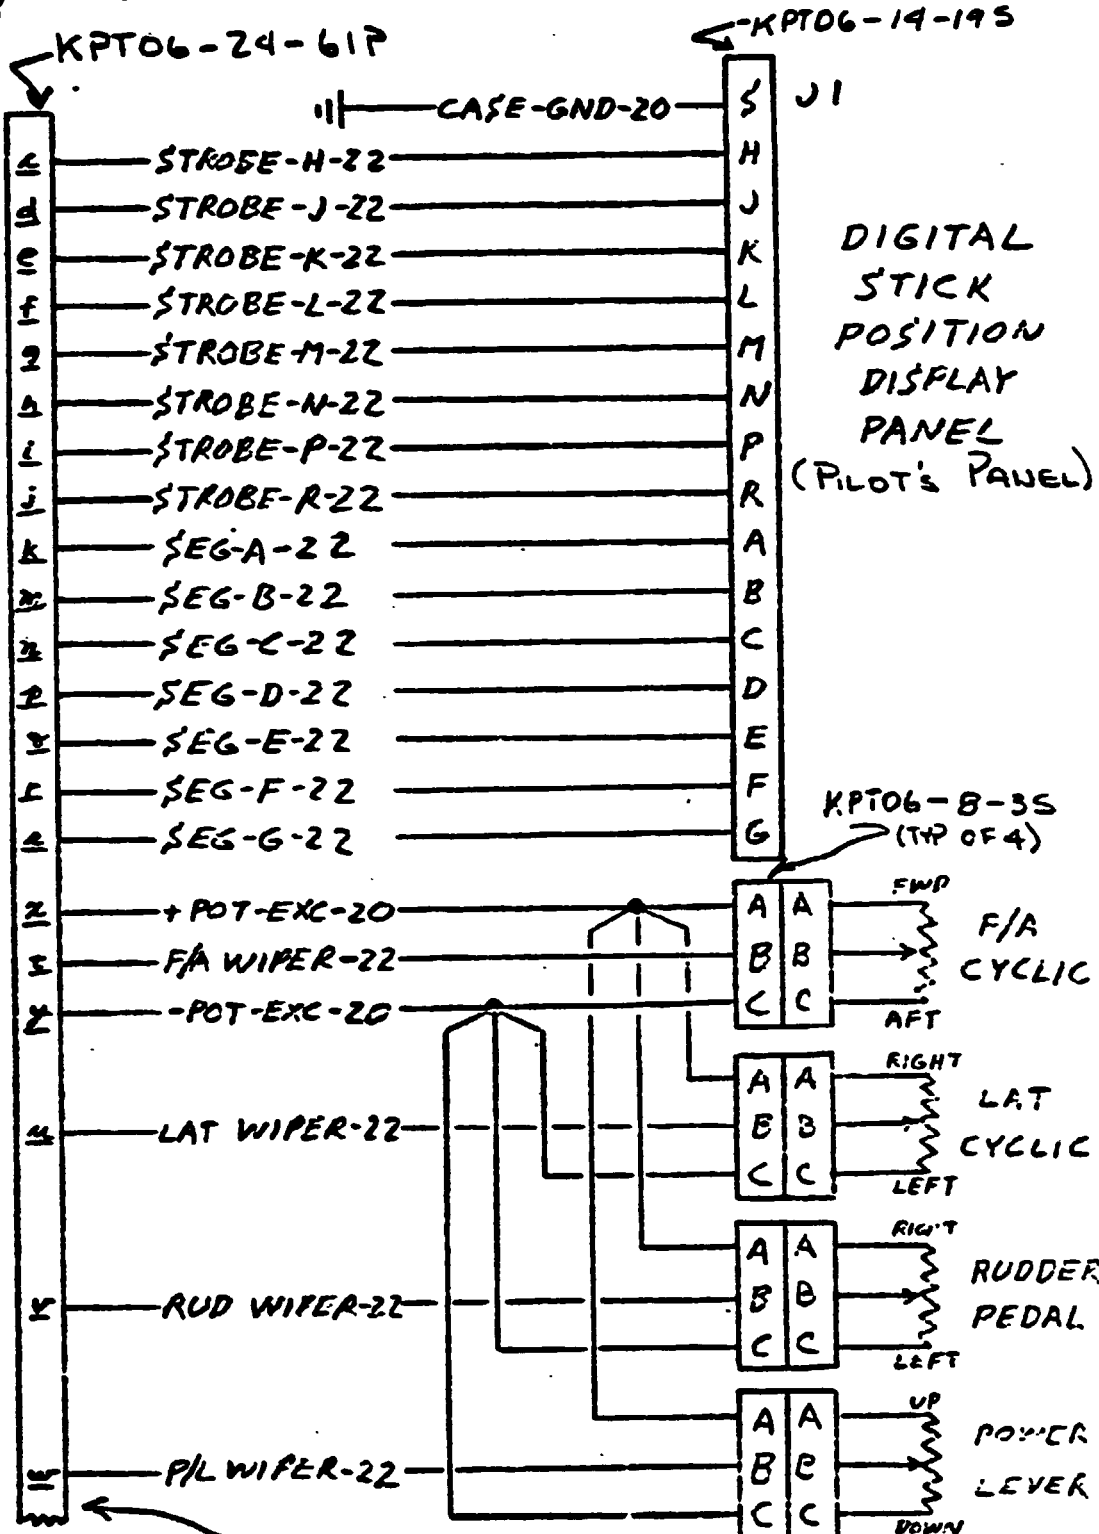 KPT06-24-61P
-KPT06-14-19S
CASE-GND-20 S J1
c STROBE-H-22 H
d STROBE-J-22 J
e STROBE-K-22 K
f STROBE-L-22 L
g STROBE-M-22 M
h STROBE-N-22 N
i STROBE-P-22 P
j STROBE-R-22 R
DIGITAL
STICK
POSITION
DISPLAY
PANEL
(PILOT'S PANEL)
k SEG-A-22 A
m SEG-B-22 B
n SEG-C-22 C
p SEG-D-22 D
SEG-E-22 E
r SEG-F-22 F
SEG-G-22 G
KPT06-8-3S
(TYP OF 4)
z +POT-EXC-20 A A FWD
F/A WIPER-22 B B
y -POT-EXC-20 C C AFT
F/A
CYCLIC
A A RIGHT
u LAT WIPER-22 B B
C C LEFT
LAT
CYCLIC
A A RIGHT
v RUD WIPER-22 B B
C C LEFT
RUDDER
PEDAL
A A UP
w P/L WIPER-22 B B
C C DOWN
POWER
LEVER